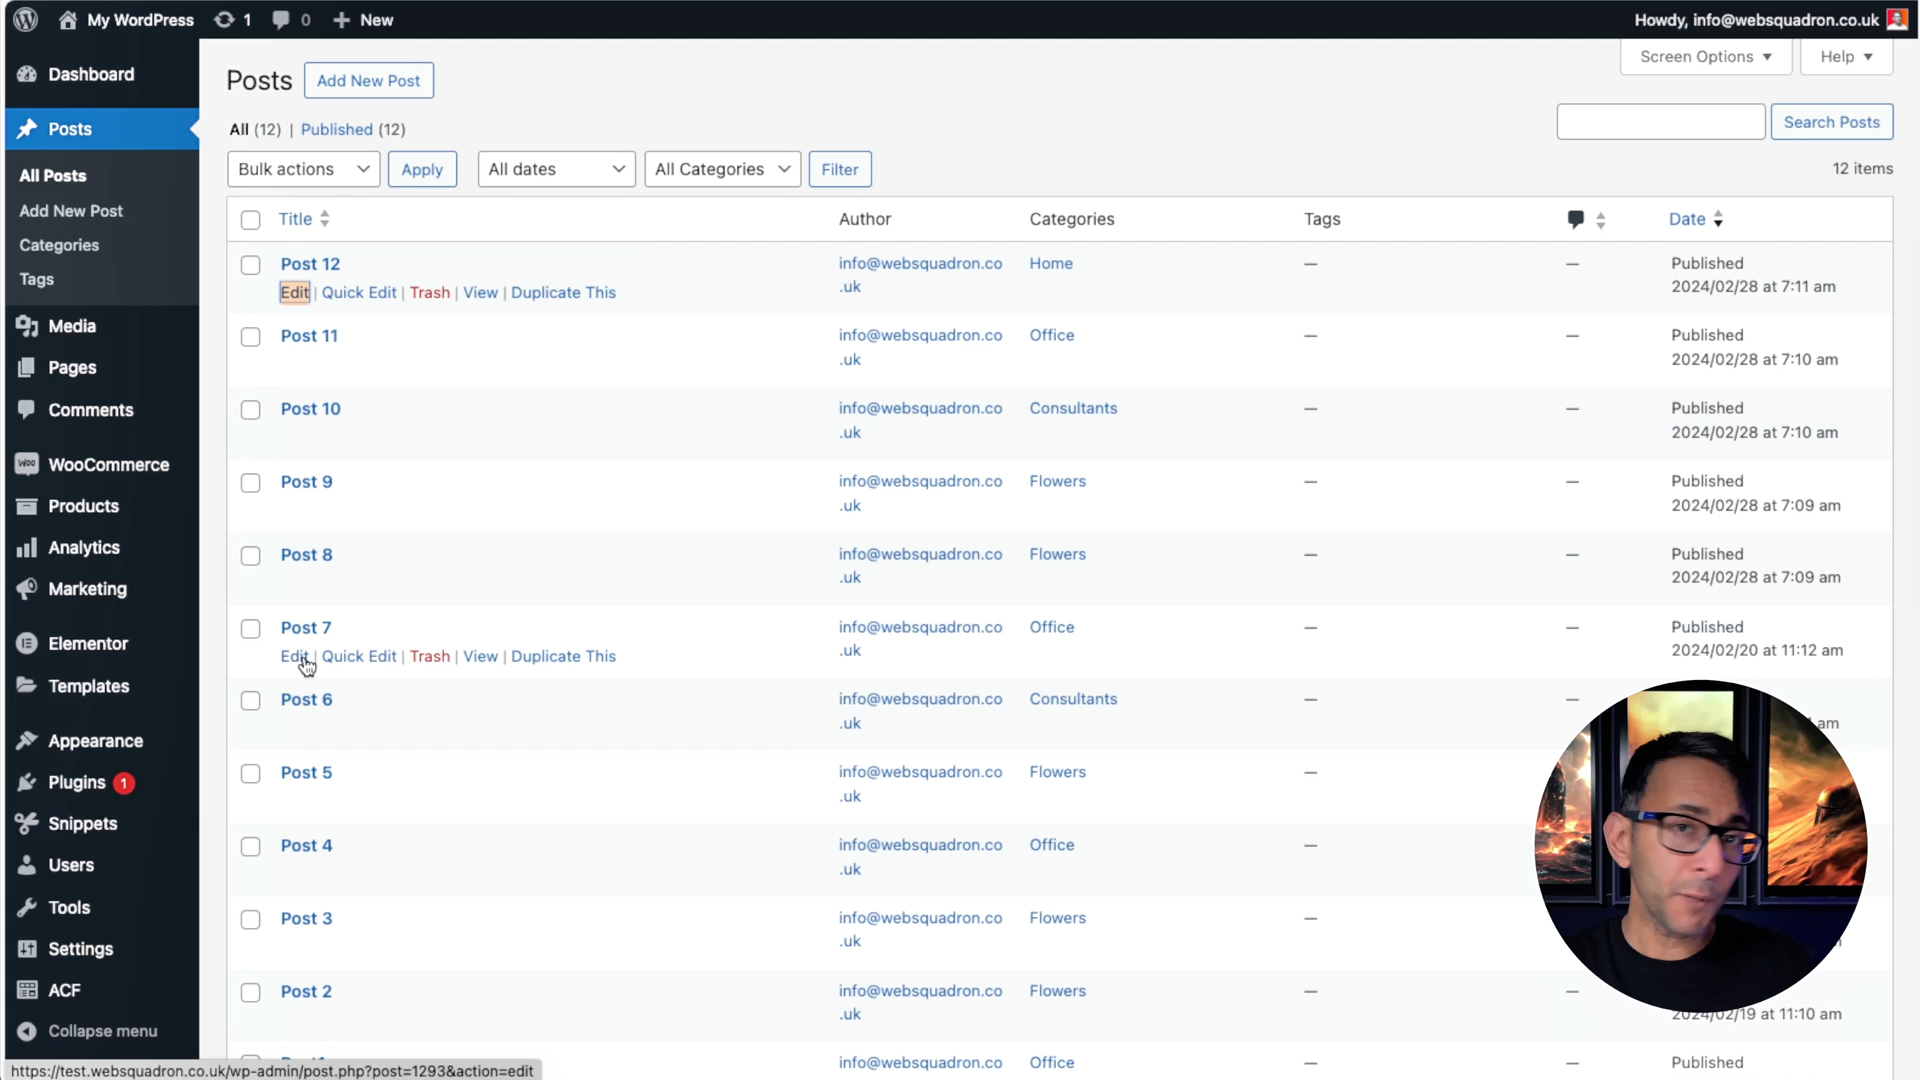 My WordPress 1 0 New Howdy, info@websquadron.co.uk
Dashboard
Posts
All Posts
Add New Post
Categories
Tags
Media
Pages
Comments
WooCommerce
Products
Analytics
Marketing
Elementor
Templates
Appearance
Plugins 1
Snippets
Users
Tools
Settings
ACF
Collapse menu
Screen Options Help
Posts Add New Post
All (12) | Published (12)
Search Posts
Bulk actions Apply All dates All Categories Filter 12 items
Title Author Categories Tags Date
Post 12 info@websquadron.co Home — — Published
.uk 2024/02/28 at 7:11 am
Edit | Quick Edit | Trash | View | Duplicate This
Post 11 info@websquadron.co Office — — Published
.uk 2024/02/28 at 7:10 am
Post 10 info@websquadron.co Consultants — — Published
.uk 2024/02/28 at 7:10 am
Post 9 info@websquadron.co Flowers — — Published
.uk 2024/02/28 at 7:09 am
Post 8 info@websquadron.co Flowers — — Published
.uk 2024/02/28 at 7:09 am
Post 7 info@websquadron.co Office — — Published
.uk 2024/02/20 at 11:12 am
Edit | Quick Edit | Trash | View | Duplicate This
Post 6 info@websquadron.co Consultants — —
.uk am
Post 5 info@websquadron.co Flowers —
.uk
Post 4 info@websquadron.co Office —
.uk
Post 3 info@websquadron.co Flowers —
.uk
Post 2 info@websquadron.co Flowers — —
.uk 2024/02/19 at 11:10 am
info@websquadron.co Office — — Published
https://test.websquadron.co.uk/wp-admin/post.php?post=1293&action=edit